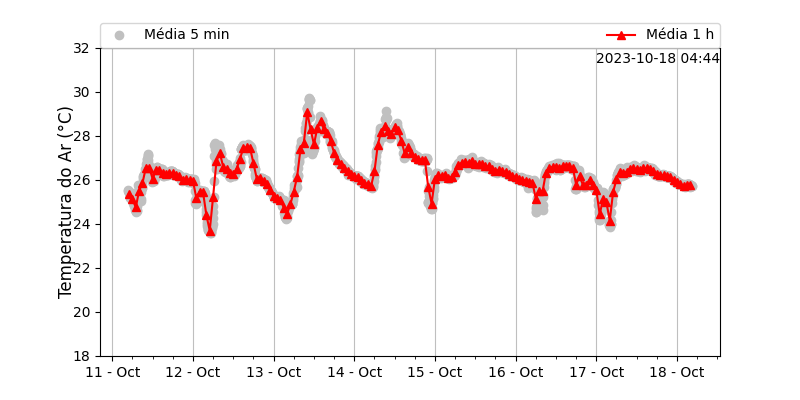 Média 5 min
Média 1 h
2023-10-18 04:44
Temperatura do Ar (°C)
32
30
28
26
24
22
20
18
11 - Oct
12 - Oct
13 - Oct
14 - Oct
15 - Oct
16 - Oct
17 - Oct
18 - Oct